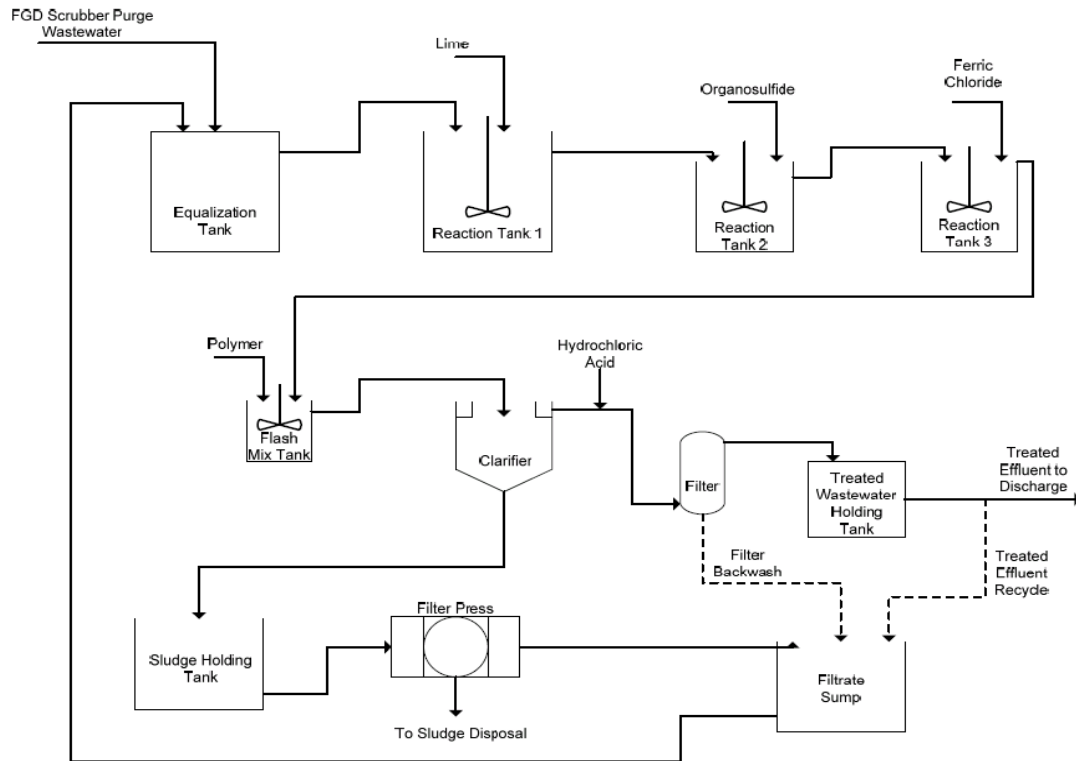 FGD Scrubber Purge
Wastewater
Lime
Organosulfide
Ferric
Chloride
Equalization
Tank
Reaction Tank 1
Reaction
Tank 2
Reaction
Tank 3
Polymer
Hydrochloric
Acid
Flash
Mix Tank
Clarifier
Filter
Treated
Wastewater
Holding
Tank
Treated
Effluent to
Discharge
Filter
Backwash
Treated
Effluent
Recycle
Sludge Holding
Tank
Filter Press
To Sludge Disposal
Filtrate
Sump